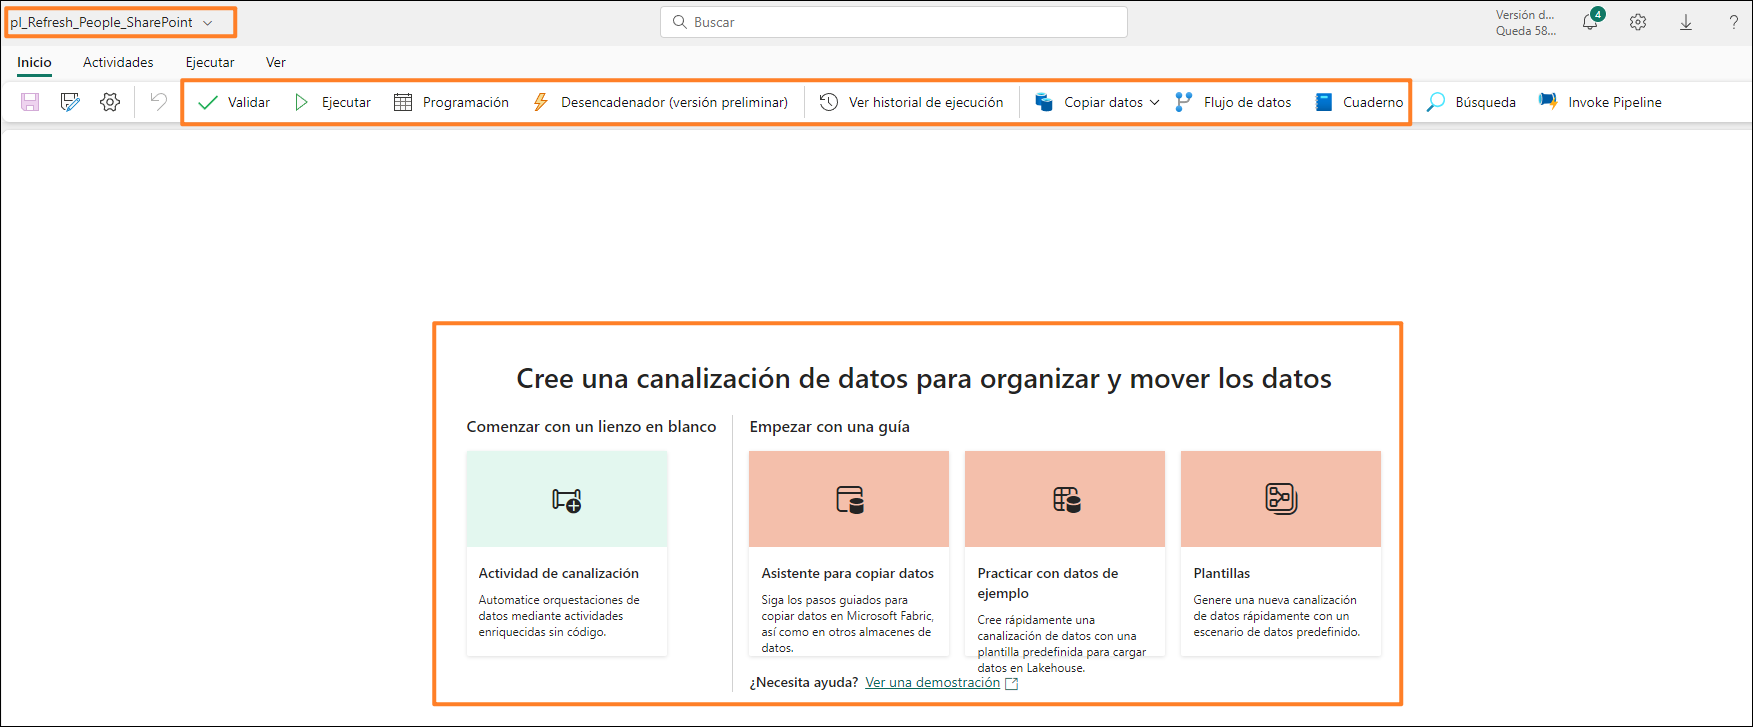 pl_Refresh_People_SharePoint
Buscar
Versión d...
Queda 58...
4
?
Inicio Actividades Ejecutar Ver
Validar Ejecutar Programación Desencadenador (versión preliminar) Ver historial de ejecución Copiar datos Flujo de datos Cuaderno Búsqueda Invoke Pipeline
Cree una canalización de datos para organizar y mover los datos
Comenzar con un lienzo en blanco
Actividad de canalización
Automatice orquestaciones de
datos mediante actividades
enriquecidas sin código.
Empezar con una guía
Asistente para copiar datos
Siga los pasos guiados para
copiar datos en Microsoft Fabric,
así como en otros almacenes de
datos.
Practicar con datos de
ejemplo
Cree rápidamente una
canalización de datos con una
plantilla predefinida para cargar
datos en Lakehouse.
Plantillas
Genere una nueva canalización
de datos rápidamente con un
escenario de datos predefinido.
¿Necesita ayuda? Ver una demostración